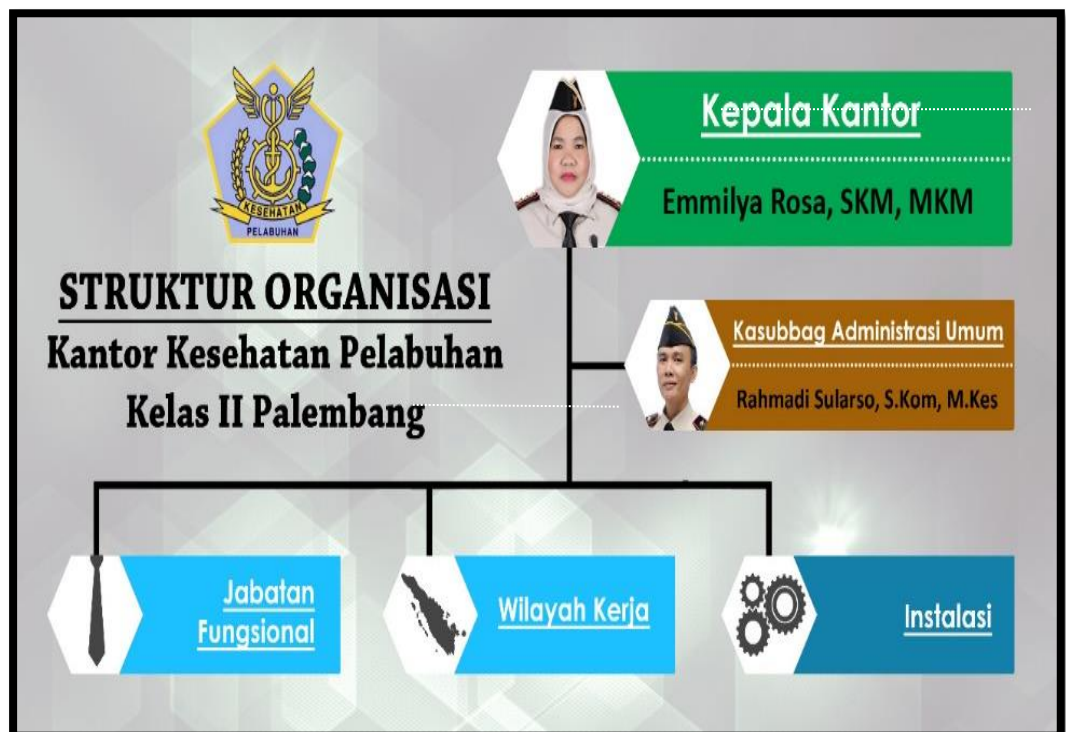 KESEHATAN
PELABUHAN
STRUKTUR ORGANISASI
Kantor Kesehatan Pelabuhan
Kelas II Palembang
Kepala Kantor
Emmilya Rosa, SKM, MKM
Kasubbag Administrasi Umum
Rahmadi Sularso, S.Kom, M.Kes
Jabatan
Fungsional
Wilayah Kerja
Instalasi